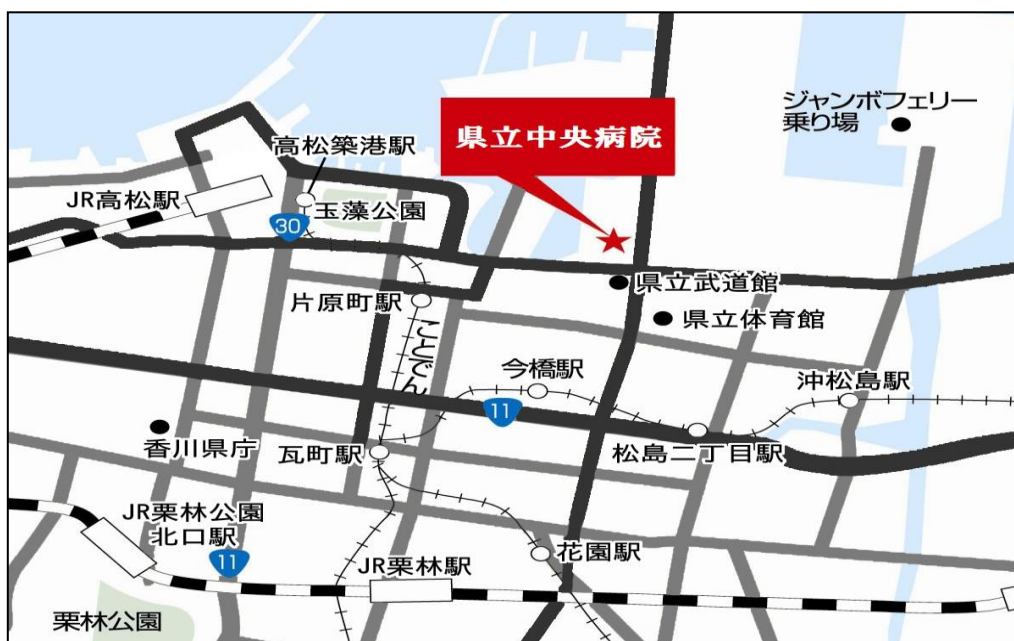 ジャンボフェリー
乗り場
県立中央病院
高松築港駅
JR高松駅
玉藻公園
30
県立武道館
片原町駅
県立体育館
ことでん
今橋駅
沖松島駅
11
香川県庁
瓦町駅
松島二丁目駅
JR栗林公園
北口駅
11
JR栗林駅
花園駅
栗林公園